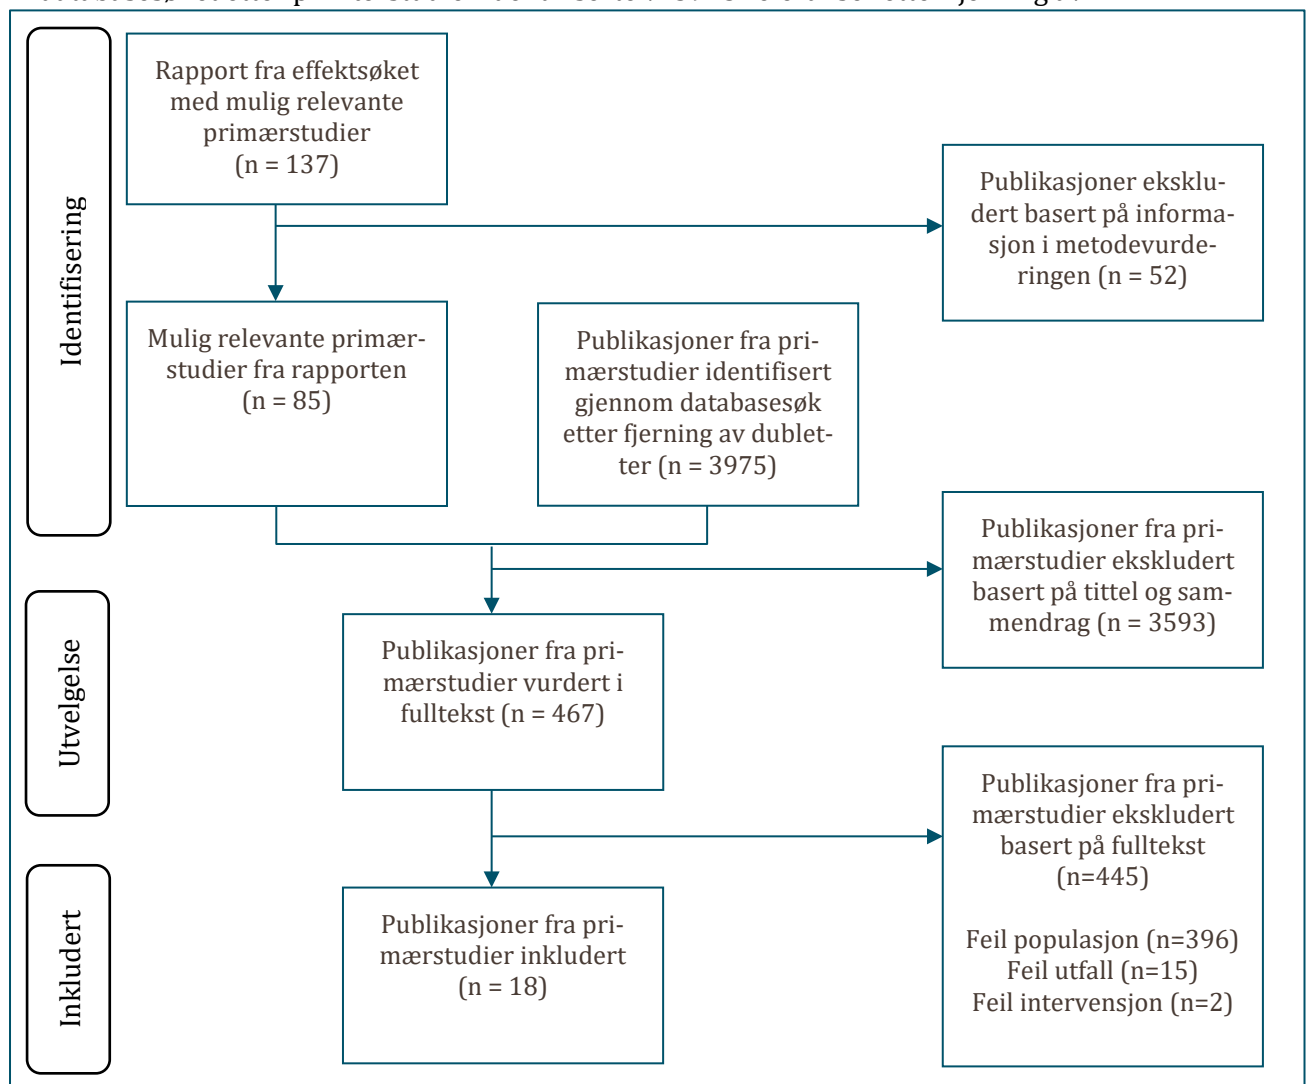 Identifisering
Rapport fra effektsøket
med mulig relevante
primærstudier
(n = 137)
Publikasjoner eksklu-
dert basert på informa-
sjon i metodevurde-
ringen (n = 52)
Mulig relevante primær-
studier fra rapporten
(n = 85)
Publikasjoner fra pri-
mærstudier identifisert
gjennom databasesøk
etter fjerning av dublet-
ter (n = 3975)
Publikasjoner fra pri-
mærstudier ekskludert
basert på tittel og sam-
mendrag (n = 3593)
Utvelgelse
Publikasjoner fra pri-
mærstudier vurdert i
fulltekst (n = 467)
Publikasjoner fra pri-
mærstudier ekskludert
basert på fulltekst
(n=445)
Feil populasjon (n=396)
Feil utfall (n=15)
Feil intervensjon (n=2)
Inkludert
Publikasjoner fra pri-
mærstudier inkludert
(n = 18)